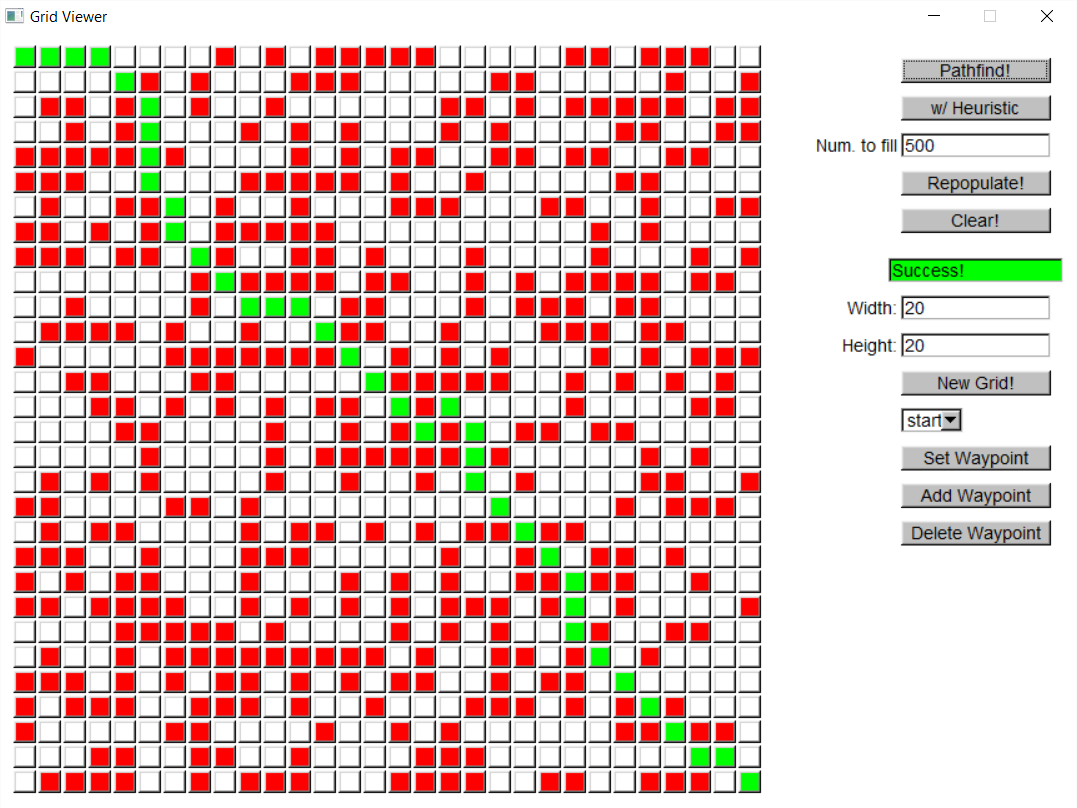 Grid Viewer
Pathfind!
w/ Heuristic
Num. to fill 500
Repopulate!
Clear!
Success!
Width: 20
Height: 20
New Grid!
start
Set Waypoint
Add Waypoint
Delete Waypoint